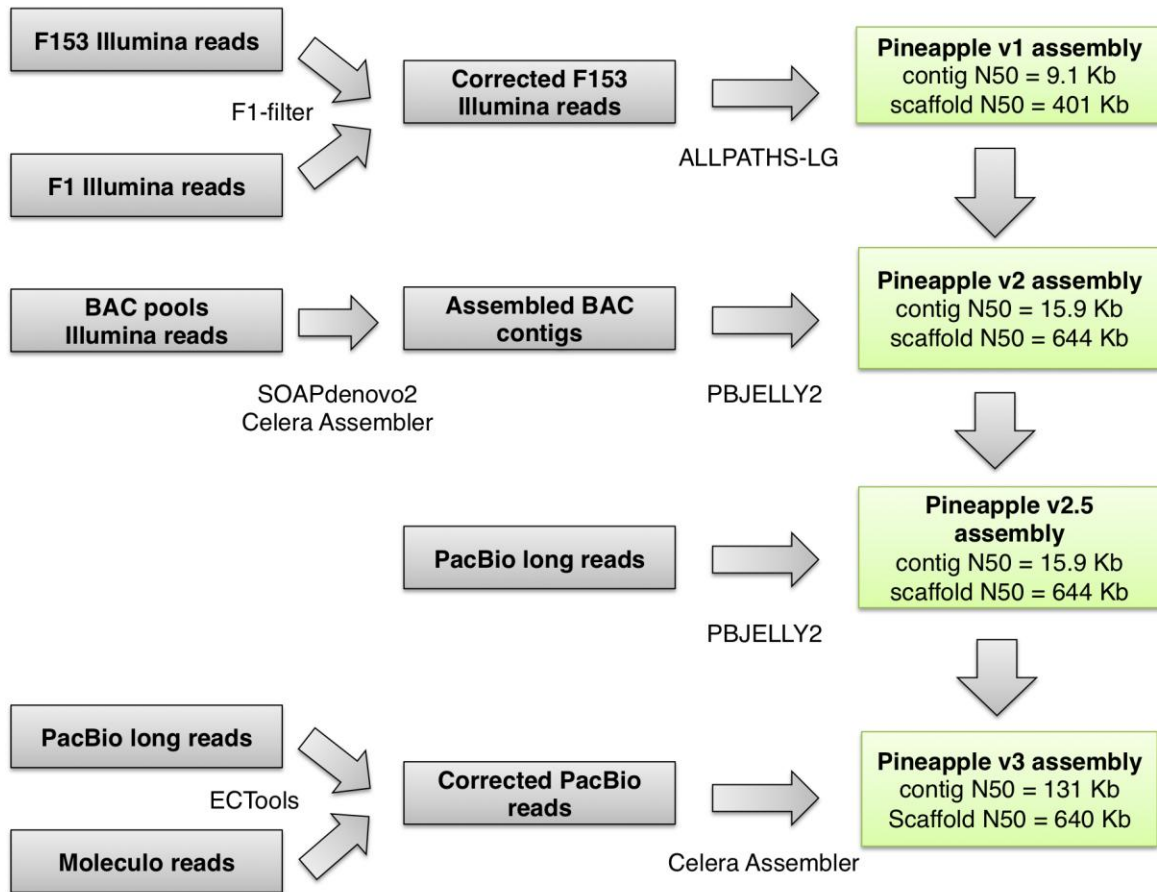 F153 Illumina reads
F1-filter
F1 Illumina reads
Corrected F153
Illumina reads
ALLPATHS-LG
Pineapple v1 assembly
contig N50 = 9.1 Kb
scaffold N50 = 401 Kb
BAC pools
Illumina reads
SOAPdenovo2
Celera Assembler
Assembled BAC
contigs
PBJELLY2
Pineapple v2 assembly
contig N50 = 15.9 Kb
scaffold N50 = 644 Kb
PacBio long reads
PBJELLY2
Pineapple v2.5
assembly
contig N50 = 15.9 Kb
scaffold N50 = 644 Kb
PacBio long reads
ECTools
Moleculo reads
Corrected PacBio
reads
Celera Assembler
Pineapple v3 assembly
contig N50 = 131 Kb
Scaffold N50 = 640 Kb